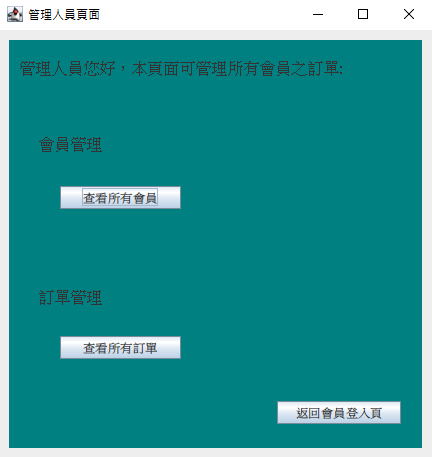 管理人員頁面
管理人員您好，本頁面可管理所有會員之訂單:
會員管理
查看所有會員
訂單管理
查看所有訂單
返回會員登入頁